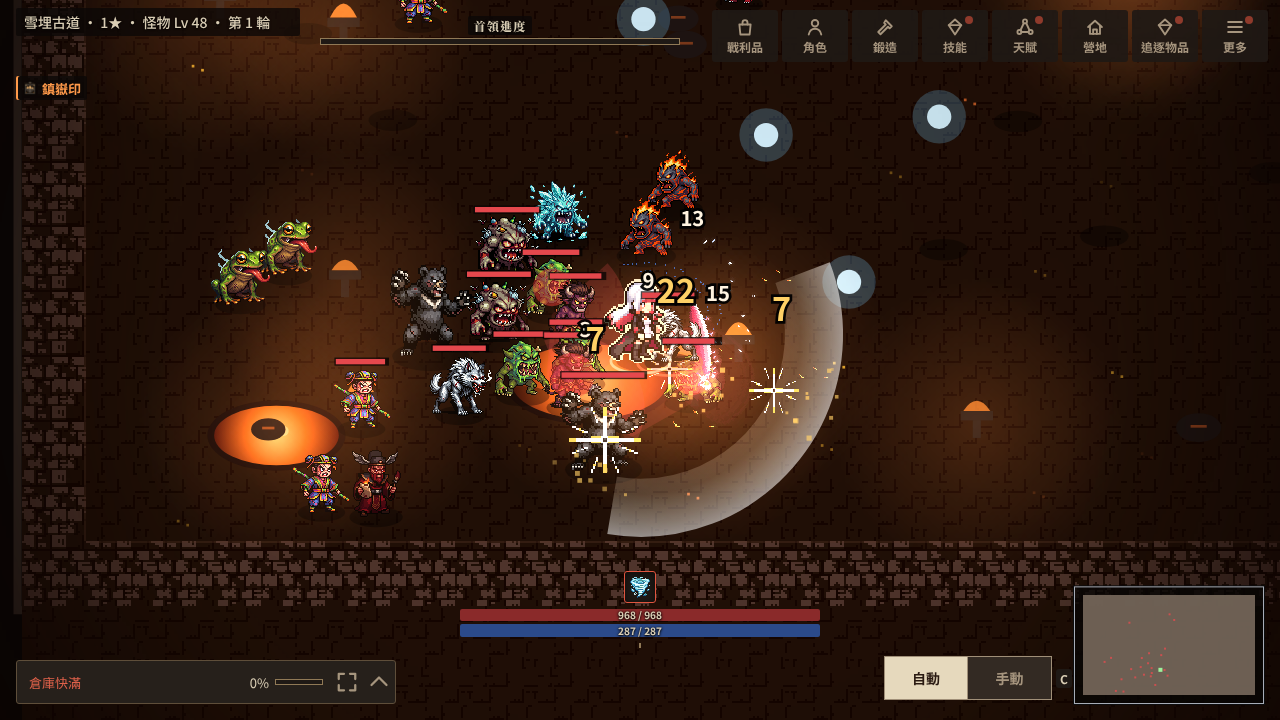 雪埋古道 · 1★ · 怪物 Lv 48 · 第 1 輪
首領進度
戰利品
角色
鍛造
技能
天賦
營地
追逐物品
更多
鎮嶽印
13
9
22
15
7
7
968 / 968
287 / 287
倉庫快滿
0%
自動
手動
C